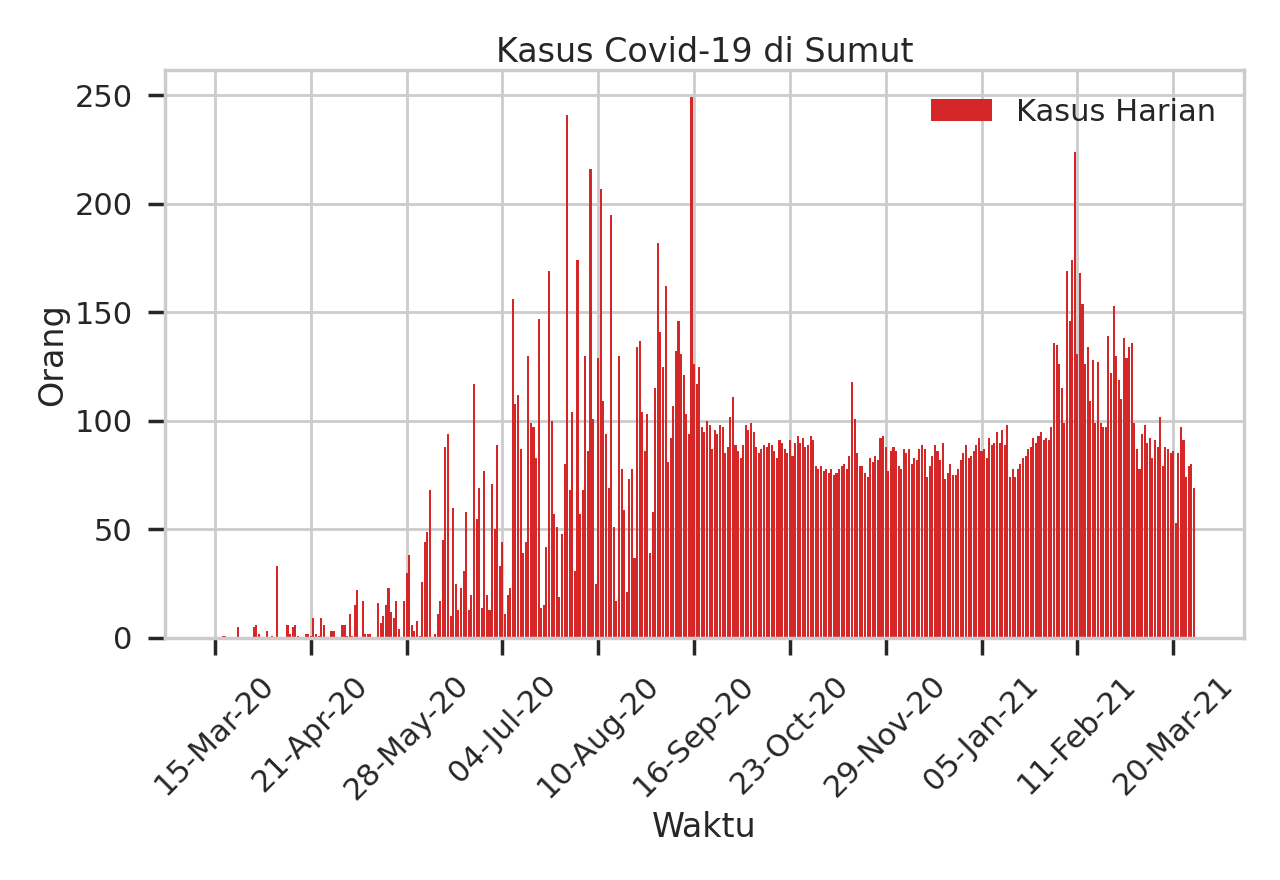 Kasus Covid-19 di Sumut
Kasus Harian
Orang
250
200
150
100
50
0
15-Mar-20
21-Apr-20
28-May-20
04-Jul-20
10-Aug-20
16-Sep-20
23-Oct-20
29-Nov-20
05-Jan-21
11-Feb-21
20-Mar-21
Waktu